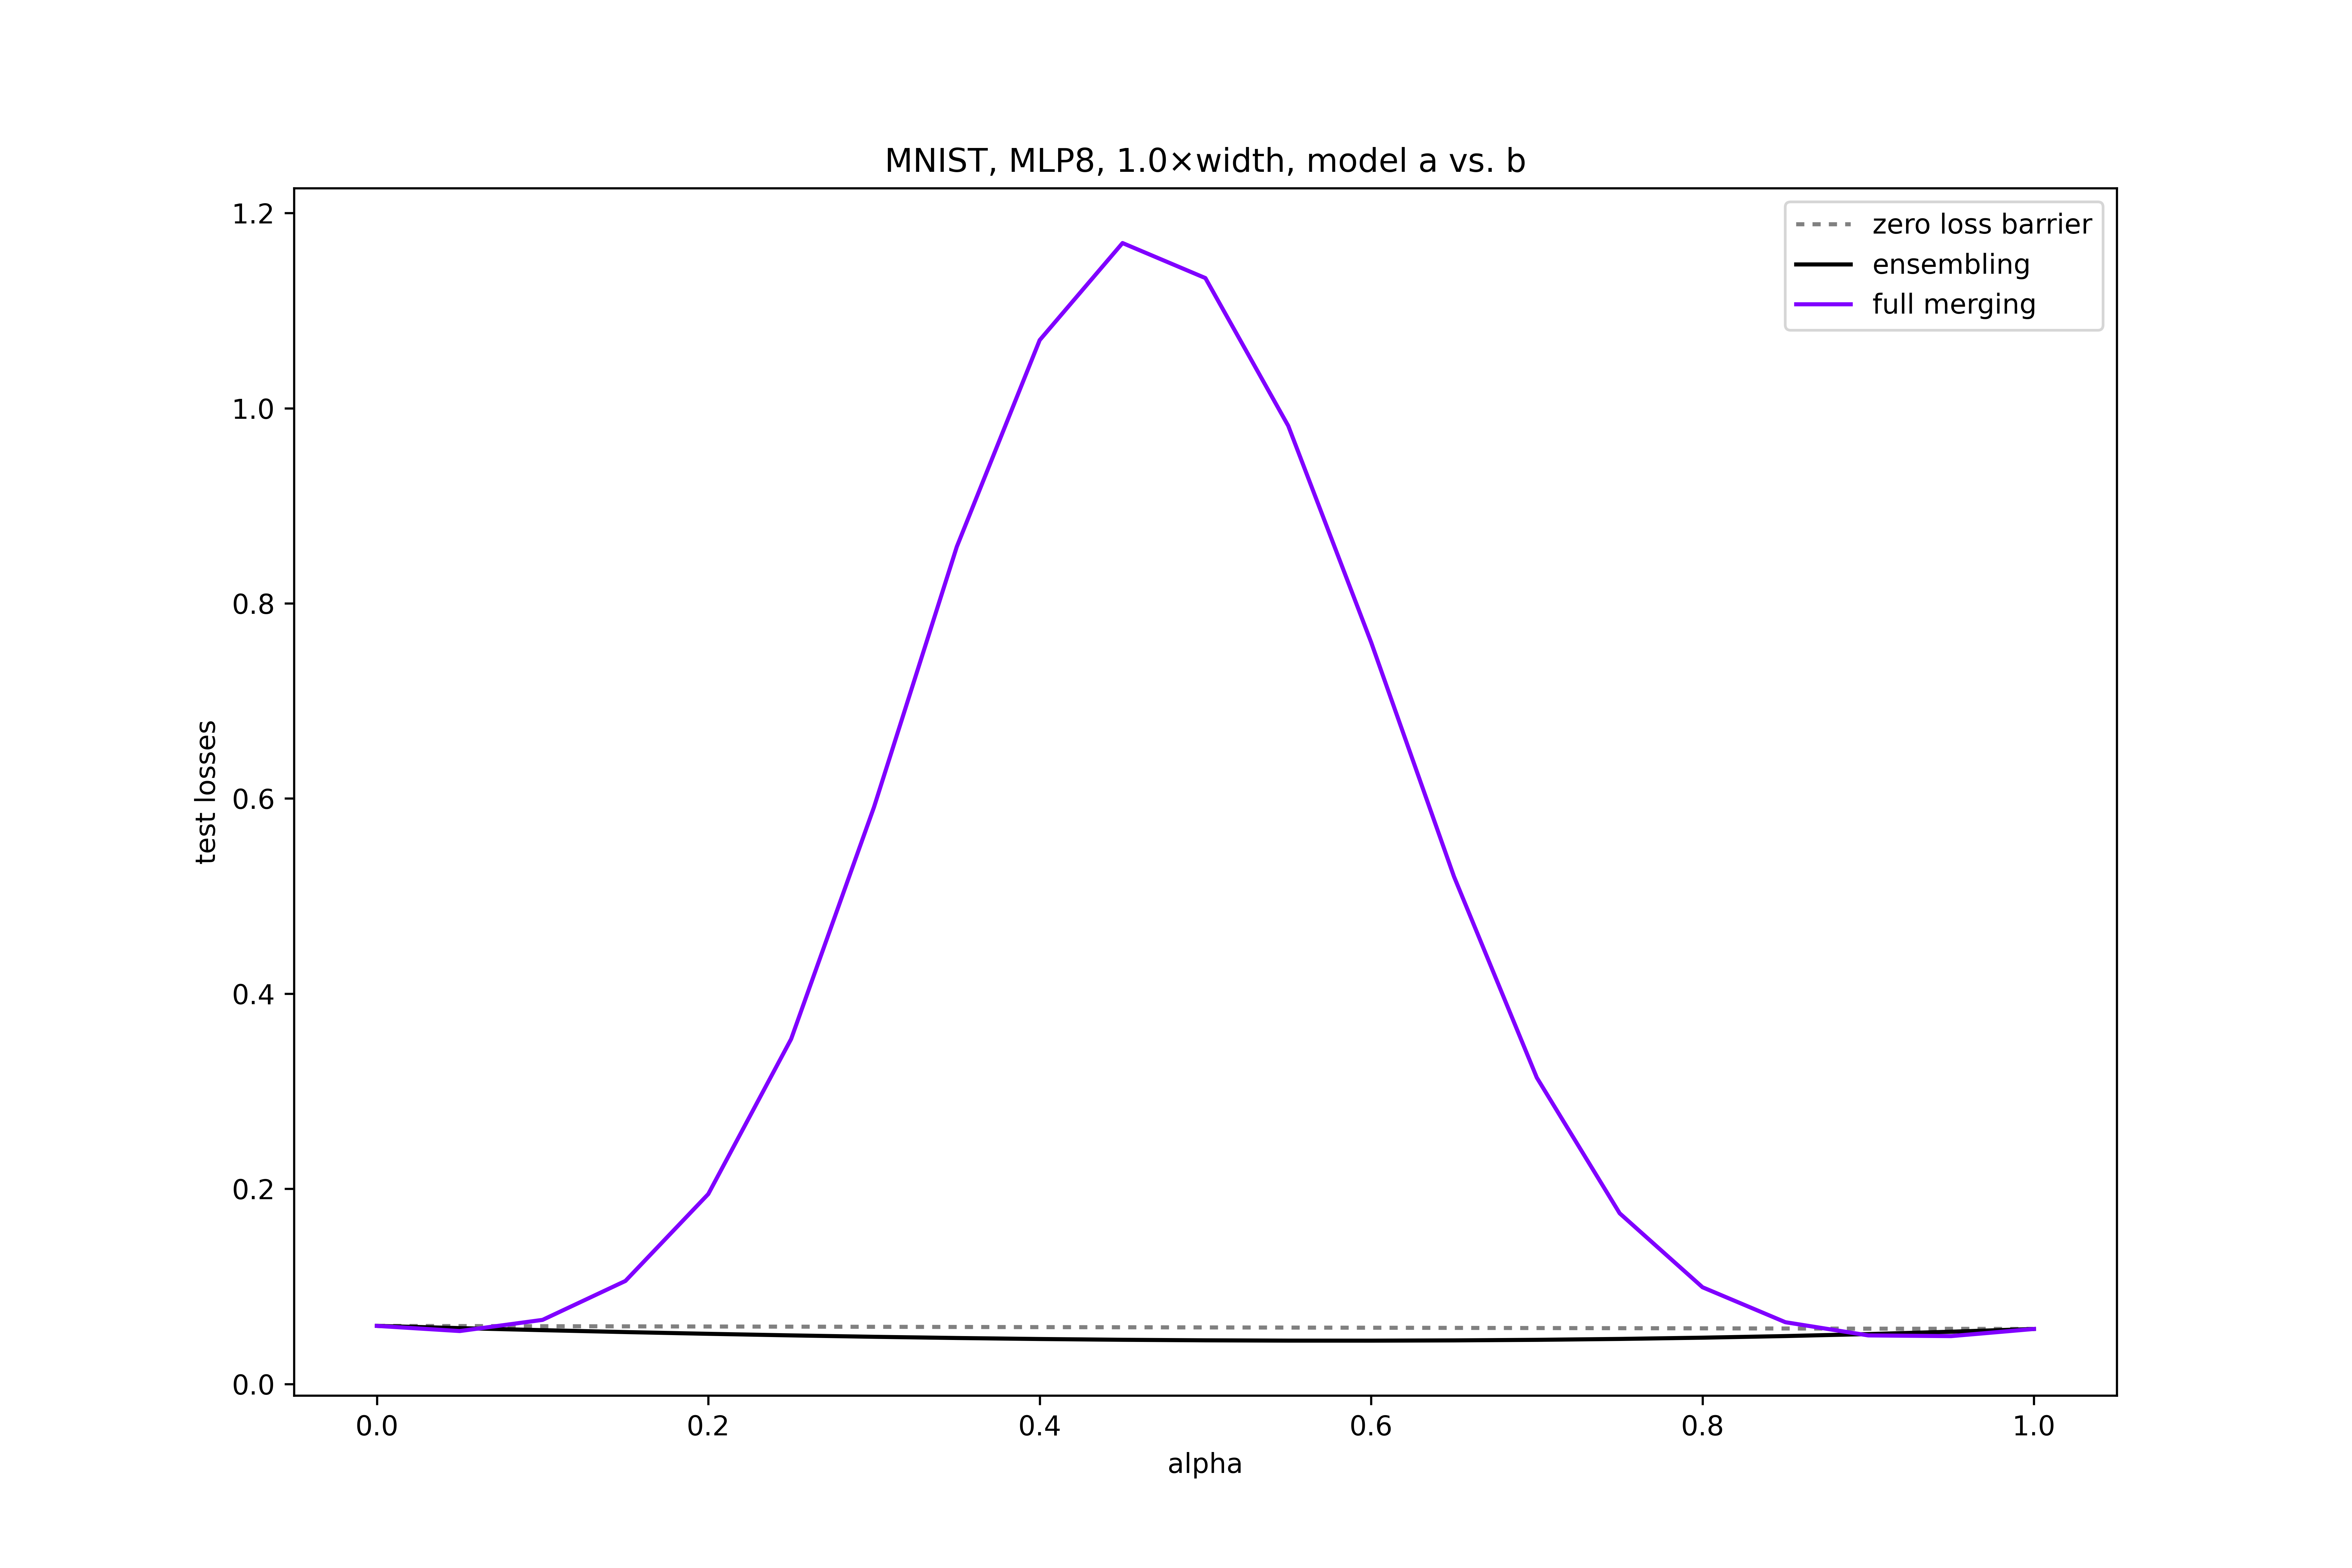 MNIST, MLP8, 1.0×width, model a vs. b
zero loss barrier
ensembling
full merging
test losses
1.2
1.0
0.8
0.6
0.4
0.2
0.0
0.0 0.2 0.4 0.6 0.8 1.0
alpha